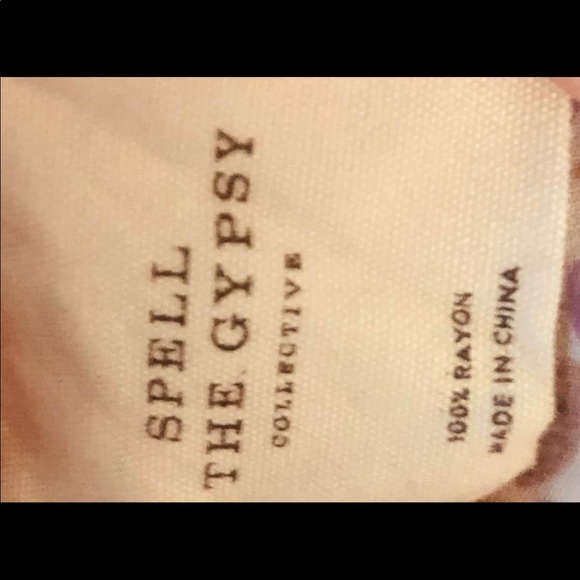 SPELL
THE GYPSY
COLLECTIVE
100% RAYON
MADE IN CHINA